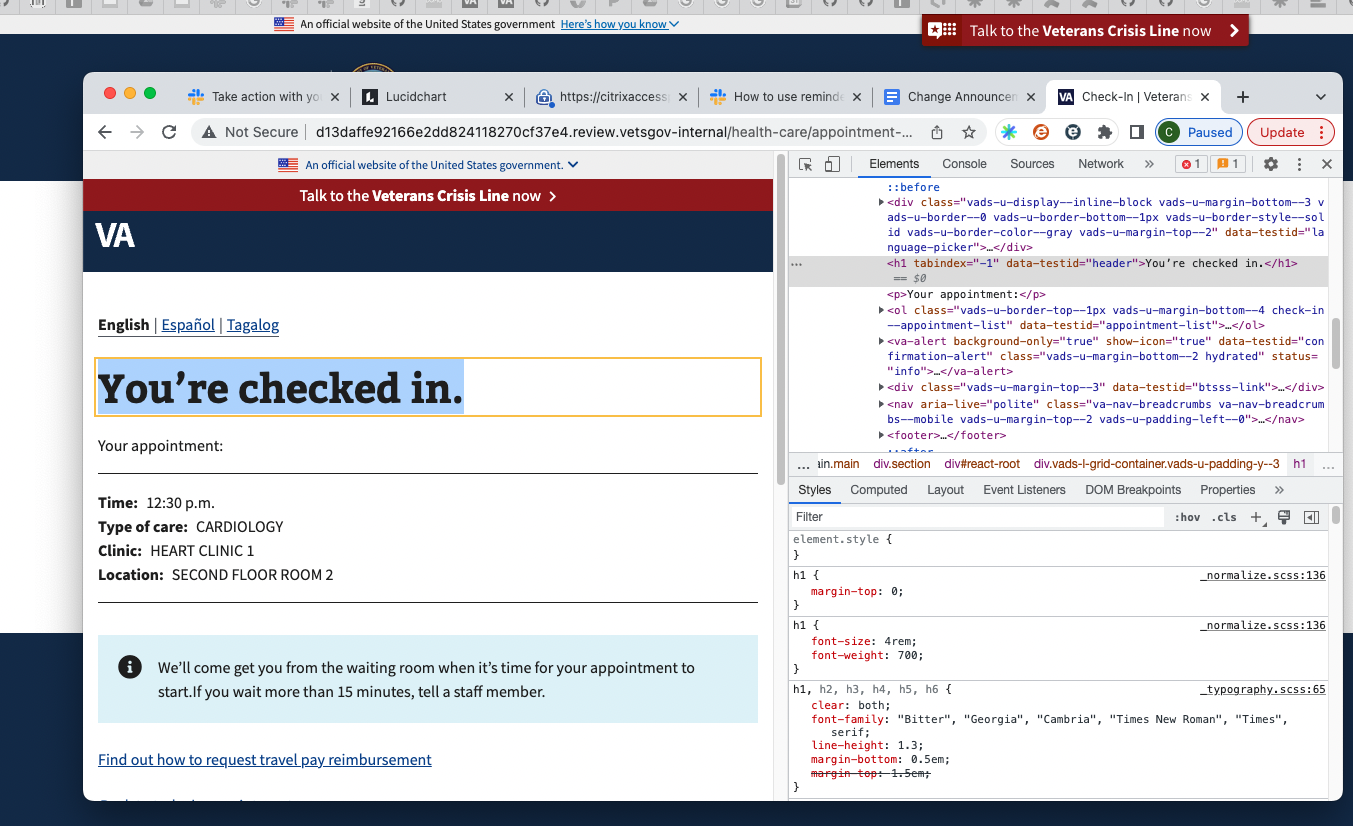 An official website of the United States government Here's how you know
Talk to the Veterans Crisis Line now
Take action with yo
Lucidchart
https://citrixaccess
How to use reminde
Change Announcem
Check-In | Veterans
Not Secure
d13daffe92166e2dd824118270cf37e4.review.vetsgov-internal/health-care/appointment-...
C Paused
Update
An official website of the United States government.
Talk to the Veterans Crisis Line now
VA
English | Español | Tagalog
You’re checked in.
Your appointment:
Time: 12:30 p.m.
Type of care: CARDIOLOGY
Clinic: HEART CLINIC 1
Location: SECOND FLOOR ROOM 2
We’ll come get you from the waiting room when it’s time for your appointment to
start.If you wait more than 15 minutes, tell a staff member.
Find out how to request travel pay reimbursement
Elements Console Sources Network » 1 1
::before
<div class="vads-u-display--inline-block vads-u-margin-bottom--3 v
ads-u-border--0 vads-u-border-bottom--1px vads-u-border-style--sol
id vads-u-border-color--gray vads-u-margin-top--2" data-testid="la
nguage-picker">…</div>
<h1 tabindex="-1" data-testid="header">You’re checked in.</h1>
== $0
<p>Your appointment:</p>
<ol class="vads-u-border-top--1px vads-u-margin-bottom--4 check-in
--appointment-list" data-testid="appointment-list">…</ol>
<va-alert background-only="true" show-icon="true" data-testid="con
firmation-alert" class="vads-u-margin-bottom--2 hydrated" status=
"info">…</va-alert>
<div class="vads-u-margin-top--3" data-testid="btsss-link">…</div>
<nav aria-live="polite" class="va-nav-breadcrumbs va-nav-breadcrum
bs--mobile vads-u-margin-top--2 vads-u-padding-left--0">…</nav>
<footer>…</footer>
::after
... ain.main div.section div#react-root div.vads-l-grid-container.vads-u-padding-y--3 h1 ...
Styles Computed Layout Event Listeners DOM Breakpoints Properties »
Filter
:hov .cls
element.style {
}
h1 { _normalize.scss:136
margin-top: 0;
}
h1 { _normalize.scss:136
font-size: 4rem;
font-weight: 700;
}
h1, h2, h3, h4, h5, h6 { _typography.scss:65
clear: both;
font-family: "Bitter", "Georgia", "Cambria", "Times New Roman", "Times",
serif;
line-height: 1.3;
margin-bottom: 0.5em;
margin-top: 1.5em;
}